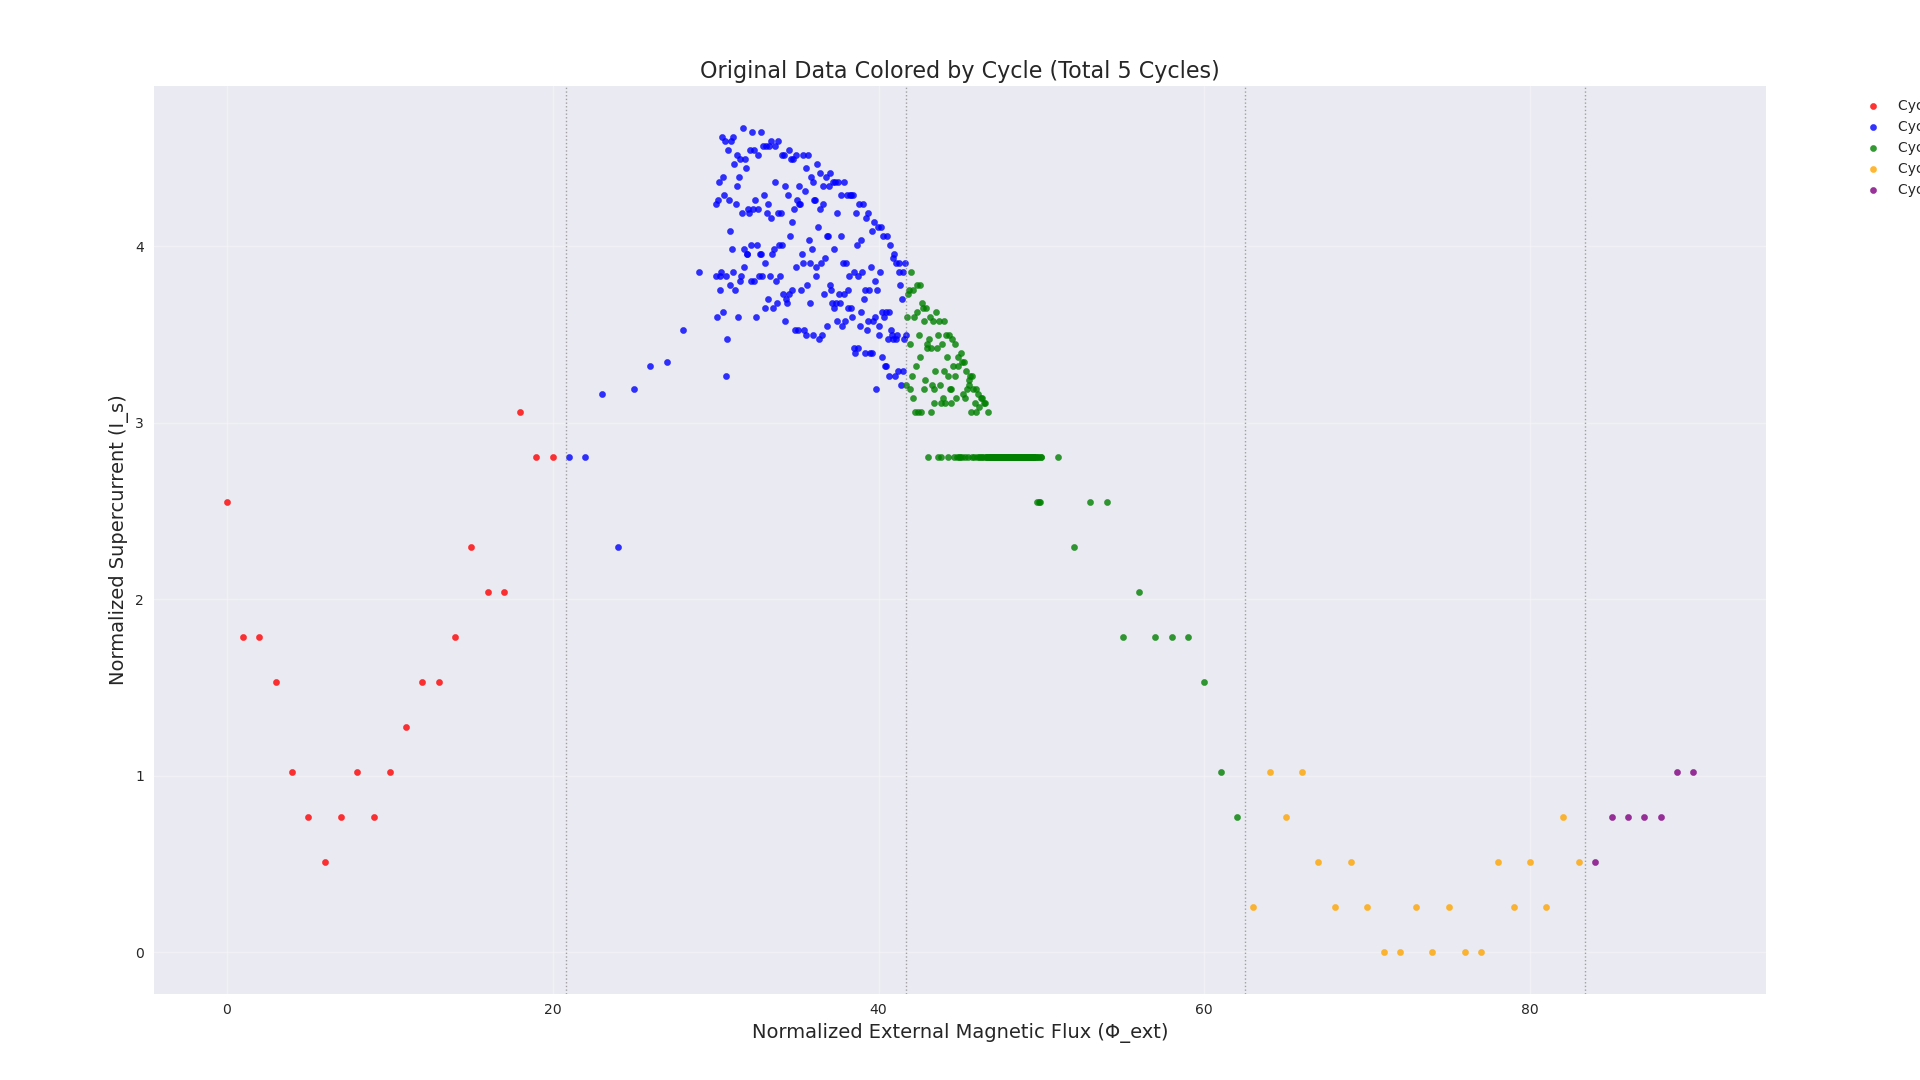 Original Data Colored by Cycle (Total 5 Cycles)
Cyc
Cyc
Cyc
Cyc
Cyc
Normalized Supercurrent (I_s)
4
3
2
1
0
0 20 40 60 80
Normalized External Magnetic Flux (Φ_ext)